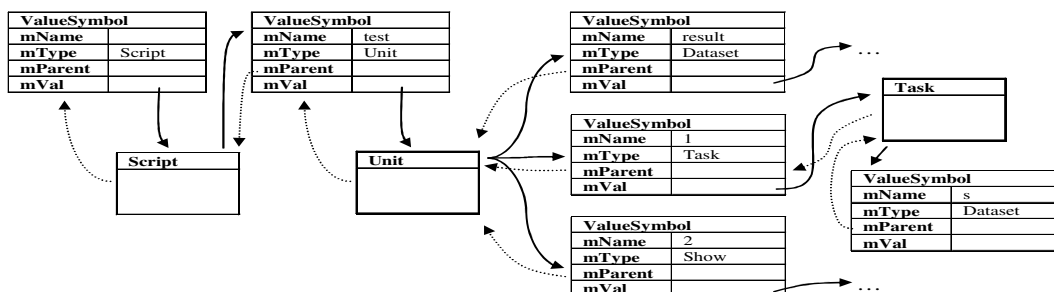 ValueSymbol
mName
mType Script
mParent
mVal
Script
ValueSymbol
mName test
mType Unit
mParent
mVal
Unit
ValueSymbol
mName result
mType Dataset
mParent
mVal
...
ValueSymbol
mName 1
mType Task
mParent
mVal
ValueSymbol
mName 2
mType Show
mParent
mVal
...
Task
ValueSymbol
mName s
mType Dataset
mParent
mVal